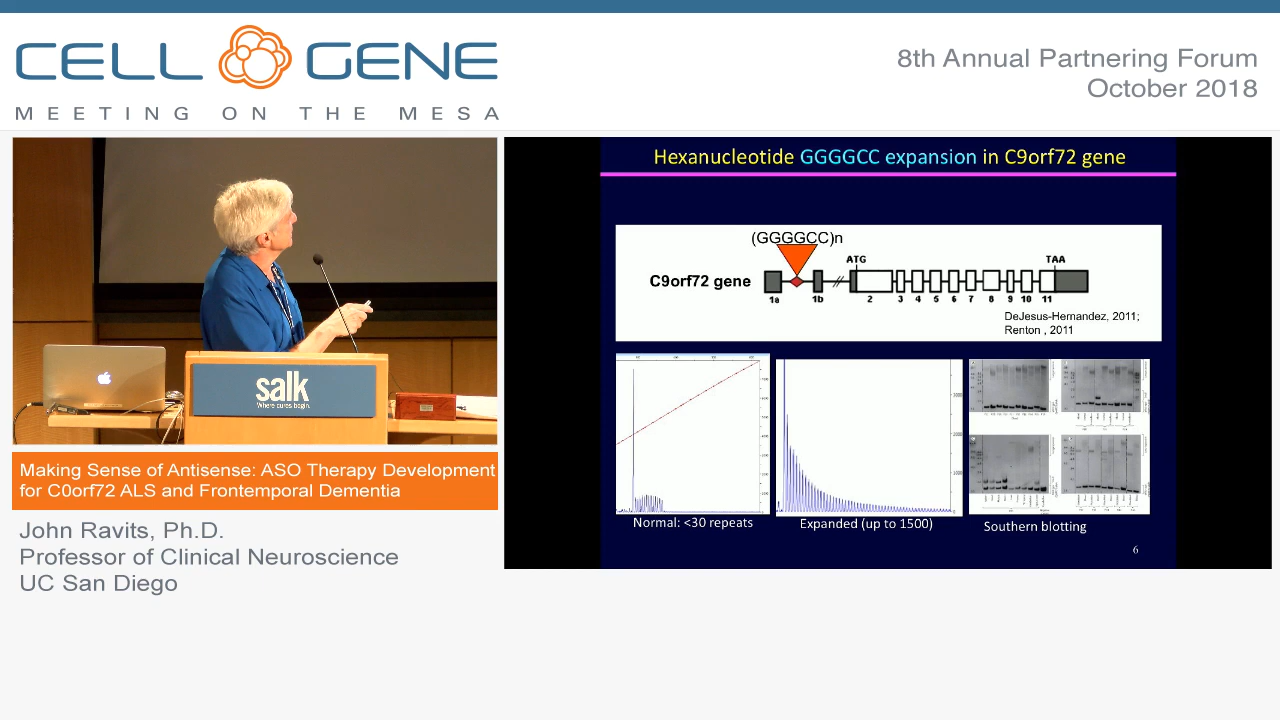 CELL GENE
MEETING ON THE MESA
8th Annual Partnering Forum
October 2018
salk
Where cures begin.
Making Sense of Antisense: ASO Therapy Development
for C0orf72 ALS and Frontemporal Dementia
John Ravits, Ph.D.
Professor of Clinical Neuroscience
UC San Diego
Hexanucleotide GGGGCC expansion in C9orf72 gene
(GGGGCC)n
ATG
TAA
C9orf72 gene
1a 1b 2 3 4 5 6 7 8 9 10 11
DeJesus-Hernandez, 2011;
Renton , 2011
Normal: <30 repeats
Expanded (up to 1500)
Southern blotting
6